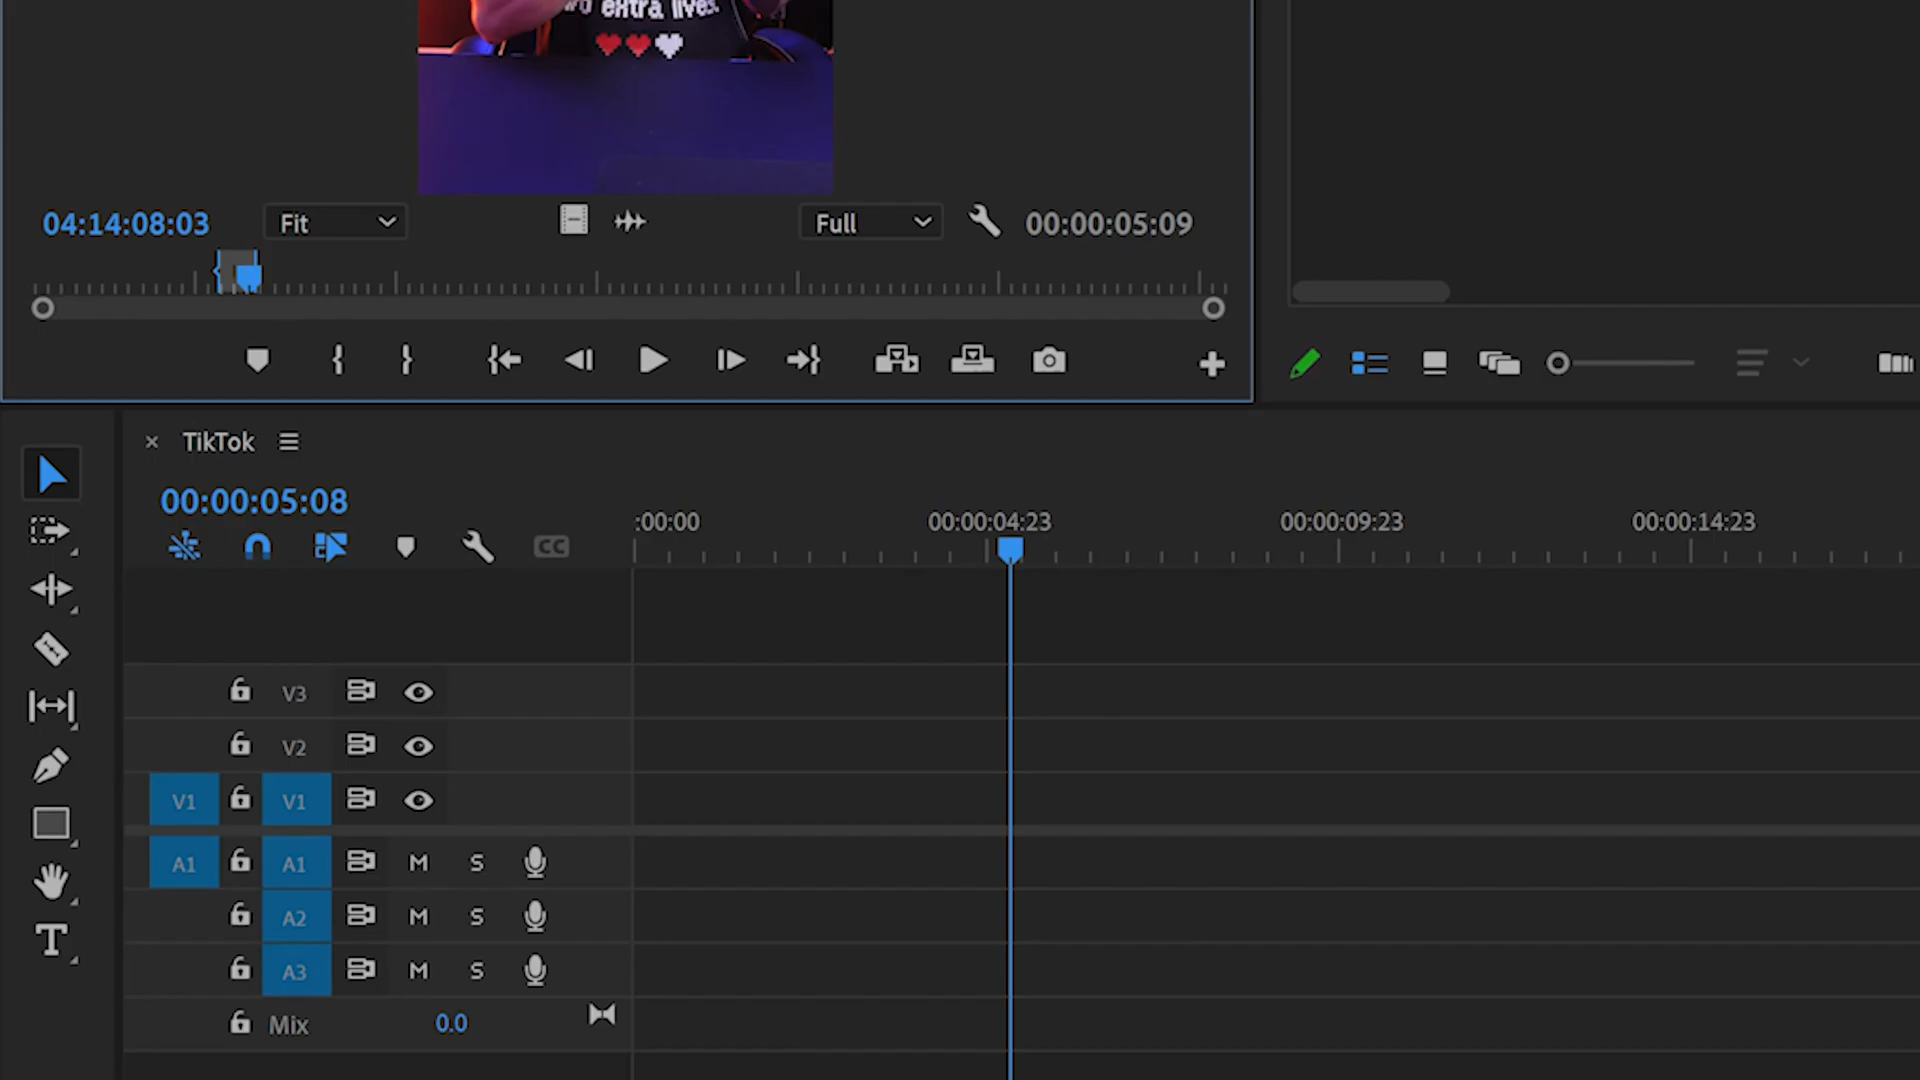 extra lives.
04:14:08:03
Fit
Full
00:00:05:09
TikTok
00:00:05:08
:00:00
00:00:04:23
00:00:09:23
00:00:14:23
CC
V3
V2
V1 V1
A1 A1 M S
A2 M S
A3 M S
Mix 0.0
T